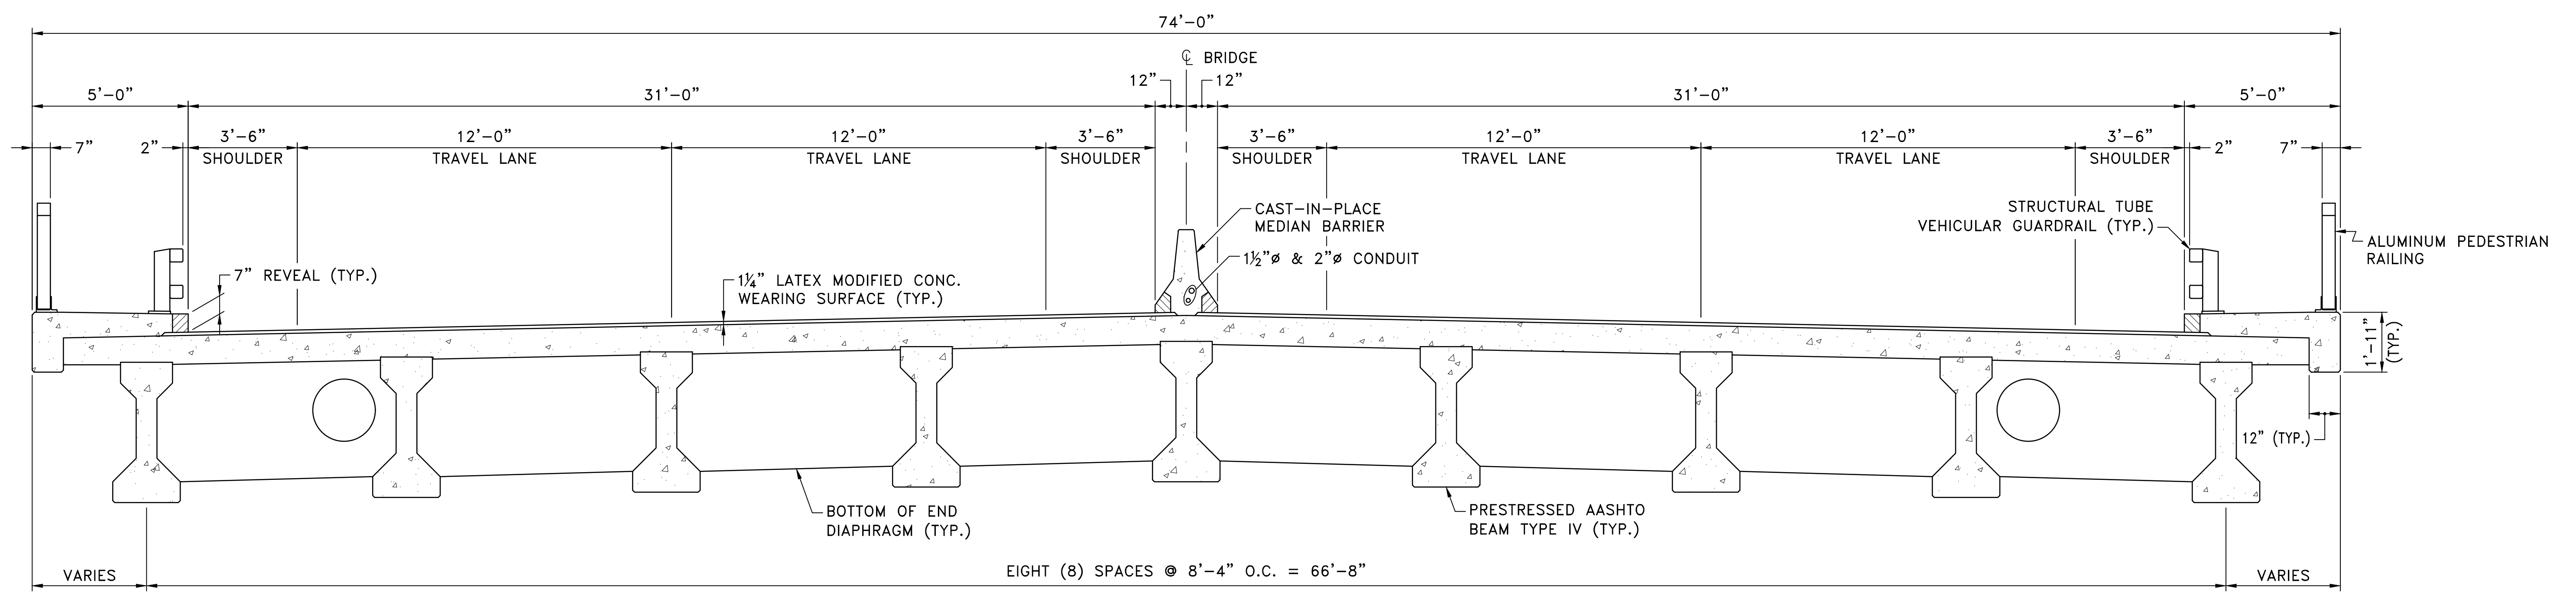 74'-0"
℄ BRIDGE
12"
12"
5'-0"
31'-0"
31'-0"
5'-0"
7"
2"
3'-6"
SHOULDER
12'-0"
TRAVEL LANE
12'-0"
TRAVEL LANE
3'-6"
SHOULDER
3'-6"
SHOULDER
12'-0"
TRAVEL LANE
12'-0"
TRAVEL LANE
3'-6"
SHOULDER
2"
7"
CAST-IN-PLACE
MEDIAN BARRIER
STRUCTURAL TUBE
VEHICULAR GUARDRAIL (TYP.)
ALUMINUM PEDESTRIAN
RAILING
1½"ø & 2"ø CONDUIT
7" REVEAL (TYP.)
1¼" LATEX MODIFIED CONC.
WEARING SURFACE (TYP.)
1'-11"
(TYP.)
12" (TYP.)
BOTTOM OF END
DIAPHRAGM (TYP.)
PRESTRESSED AASHTO
BEAM TYPE IV (TYP.)
VARIES
EIGHT (8) SPACES @ 8'-4" O.C. = 66'-8"
VARIES